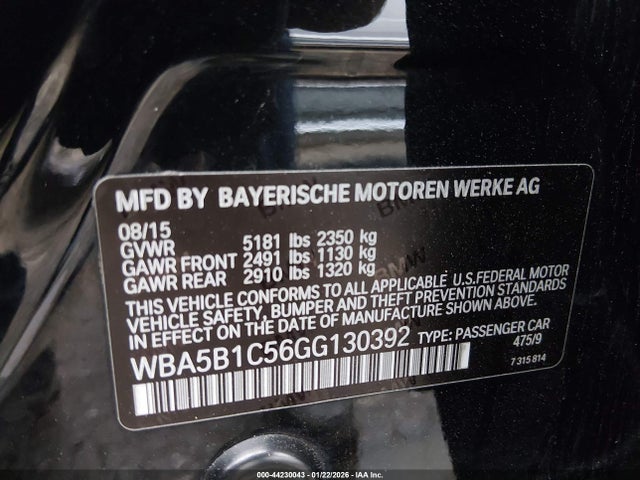 MFD BY BAYERISCHE MOTOREN WERKE AG
08/15
GVWR 5181 lbs 2350 kg
GAWR FRONT 2491 lbs 1130 kg
GAWR REAR 2910 lbs 1320 kg
THIS VEHICLE CONFORMS TO ALL APPLICABLE U.S.FEDERAL MOTOR
VEHICLE SAFETY, BUMPER AND THEFT PREVENTION STANDARDS
IN EFFECT ON THE DATE OF MANUFACTURE SHOWN ABOVE.
WBA5B1C56GG130392 TYPE: PASSENGER CAR
475/9
7 315 814
000-44230043 - 01/22/2026 - IAA Inc.